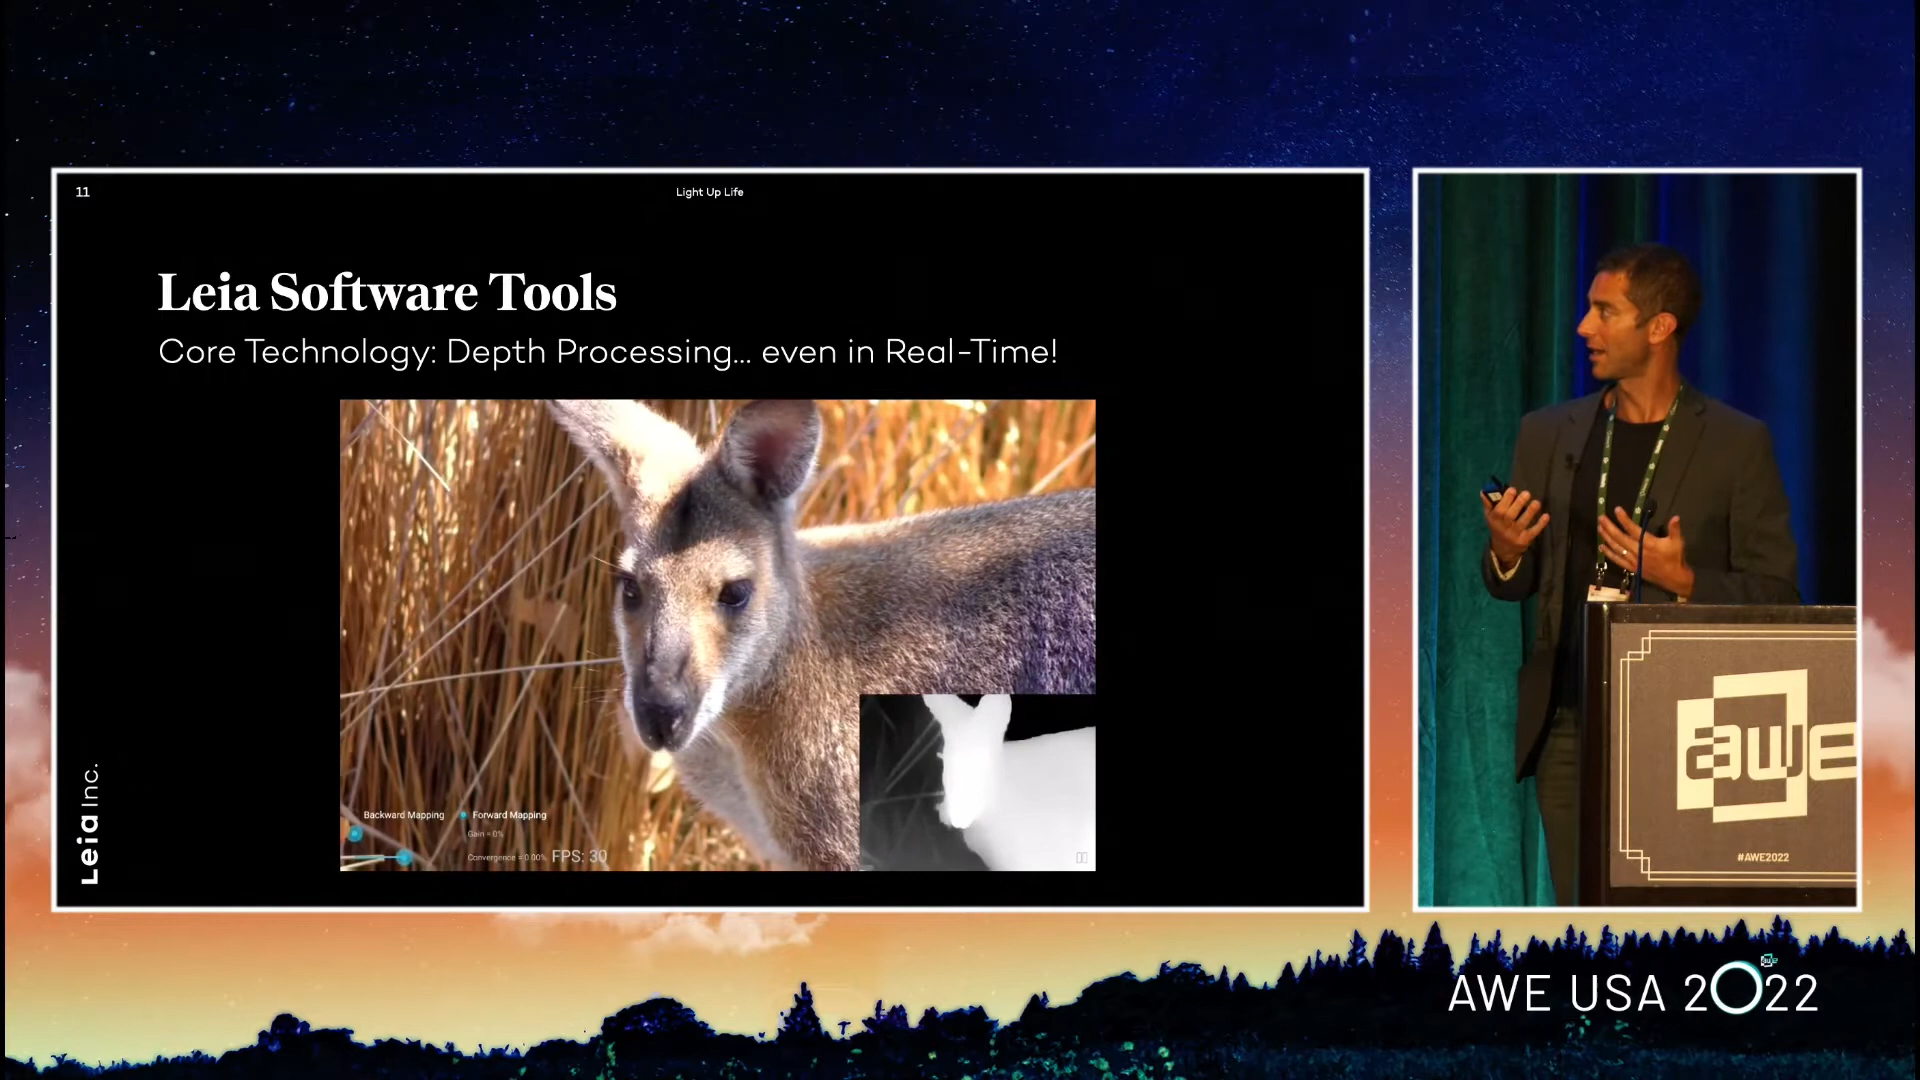 11
Light Up Life
Leia Software Tools
Core Technology: Depth Processing... even in Real-Time!
Backward Mapping
Forward Mapping
Gain = 0%
Convergence = 0.00%
FPS: 30
Leia Inc.
awe
#AWE2022
AWE USA 2022